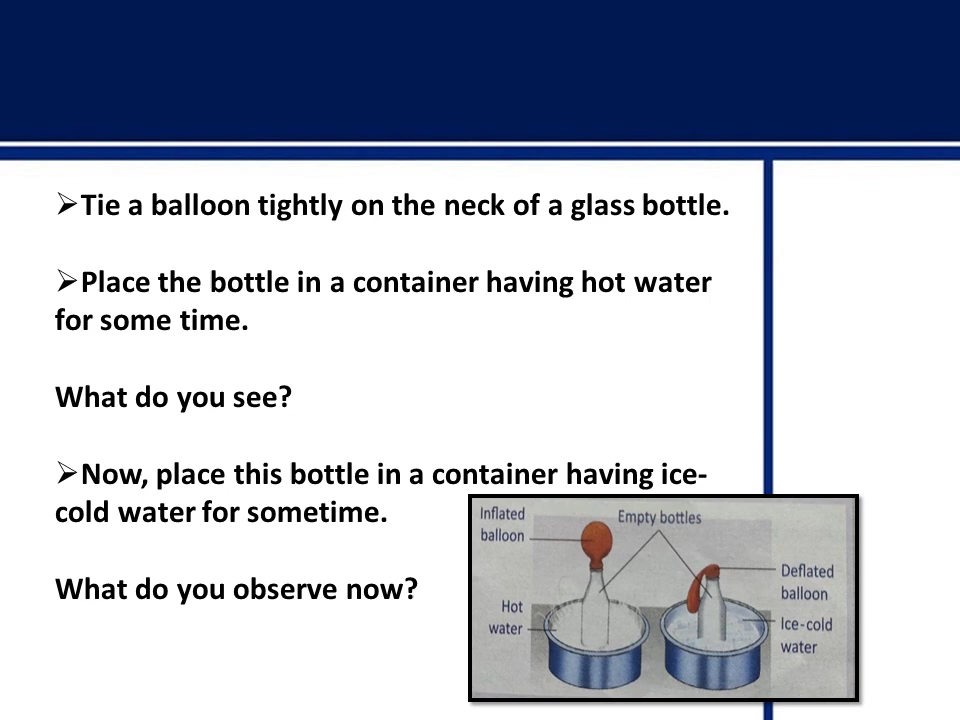 ➢Tie a balloon tightly on the neck of a glass bottle.
➢Place the bottle in a container having hot water
for some time.
What do you see?
➢Now, place this bottle in a container having ice-
cold water for sometime.
What do you observe now?
Inflated
balloon
Empty bottles
Deflated
balloon
Hot
water
Ice-cold
water